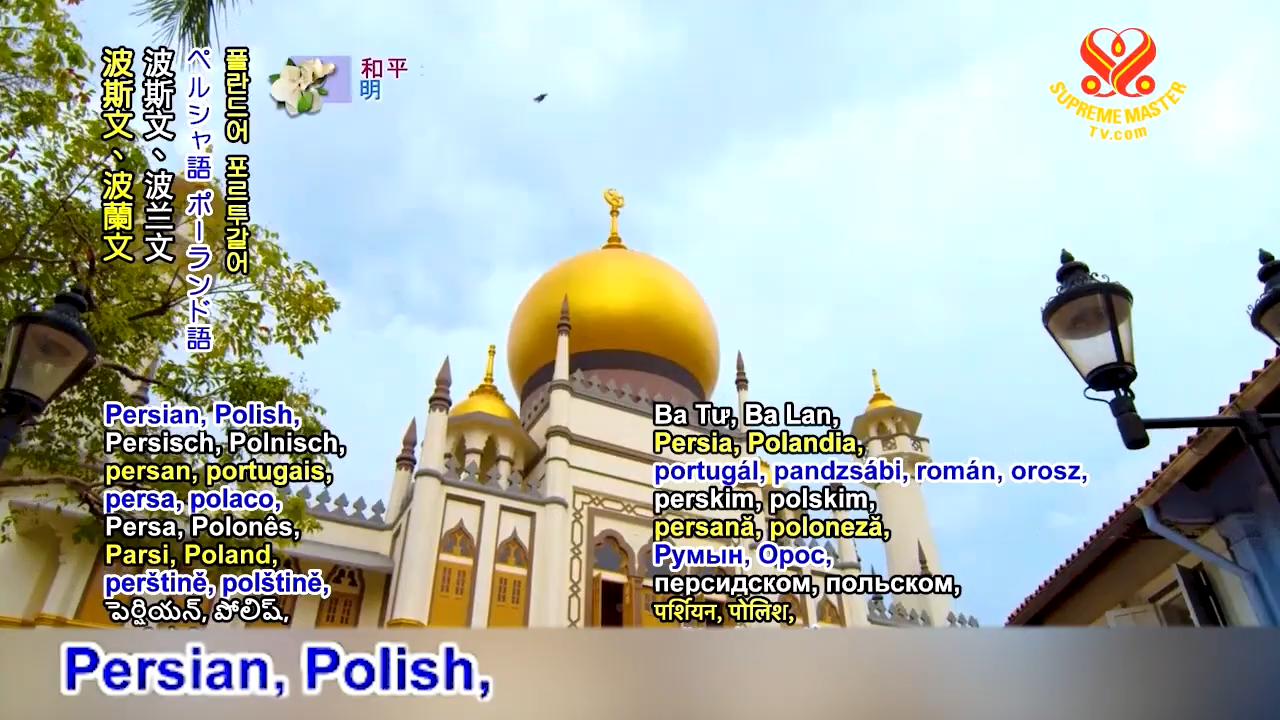 波斯文、波蘭文
波斯文、波兰文
ペルシャ語 ポーランド語
폴란드어 포르투갈어
和平
明
SUPREME MASTER
TV.com
Persian, Polish,
Persisch, Polnisch,
persan, portugais,
persa, polaco,
Persa, Polonês,
Parsi, Poland,
perštině, polštině,
పెర్షియన్, పోలిష్,
Ba Tư, Ba Lan,
Persia, Polandia,
portugál, pandzsábi, román, orosz,
perskim, polskim,
persană, poloneză,
Румын, Орос,
персидском, польском,
पर्शियन, पोलिश,
Persian, Polish,